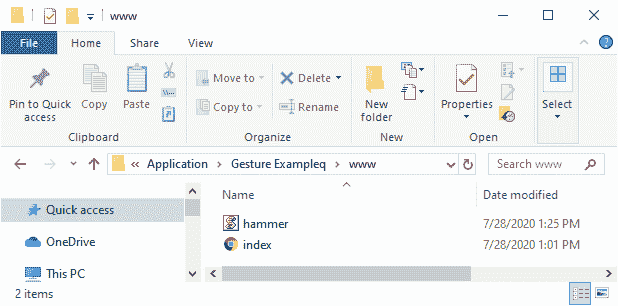 www
File Home Share View
Pin to Quick access
Copy
Paste
Move to
Copy to
Delete
Rename
New folder
Properties
Select
Clipboard Organize New Open
« Application Gesture Exampleq www
Search www
Name Date modified
Quick access
hammer 7/28/2020 1:25 PM
OneDrive
index 7/28/2020 1:01 PM
This PC
2 items